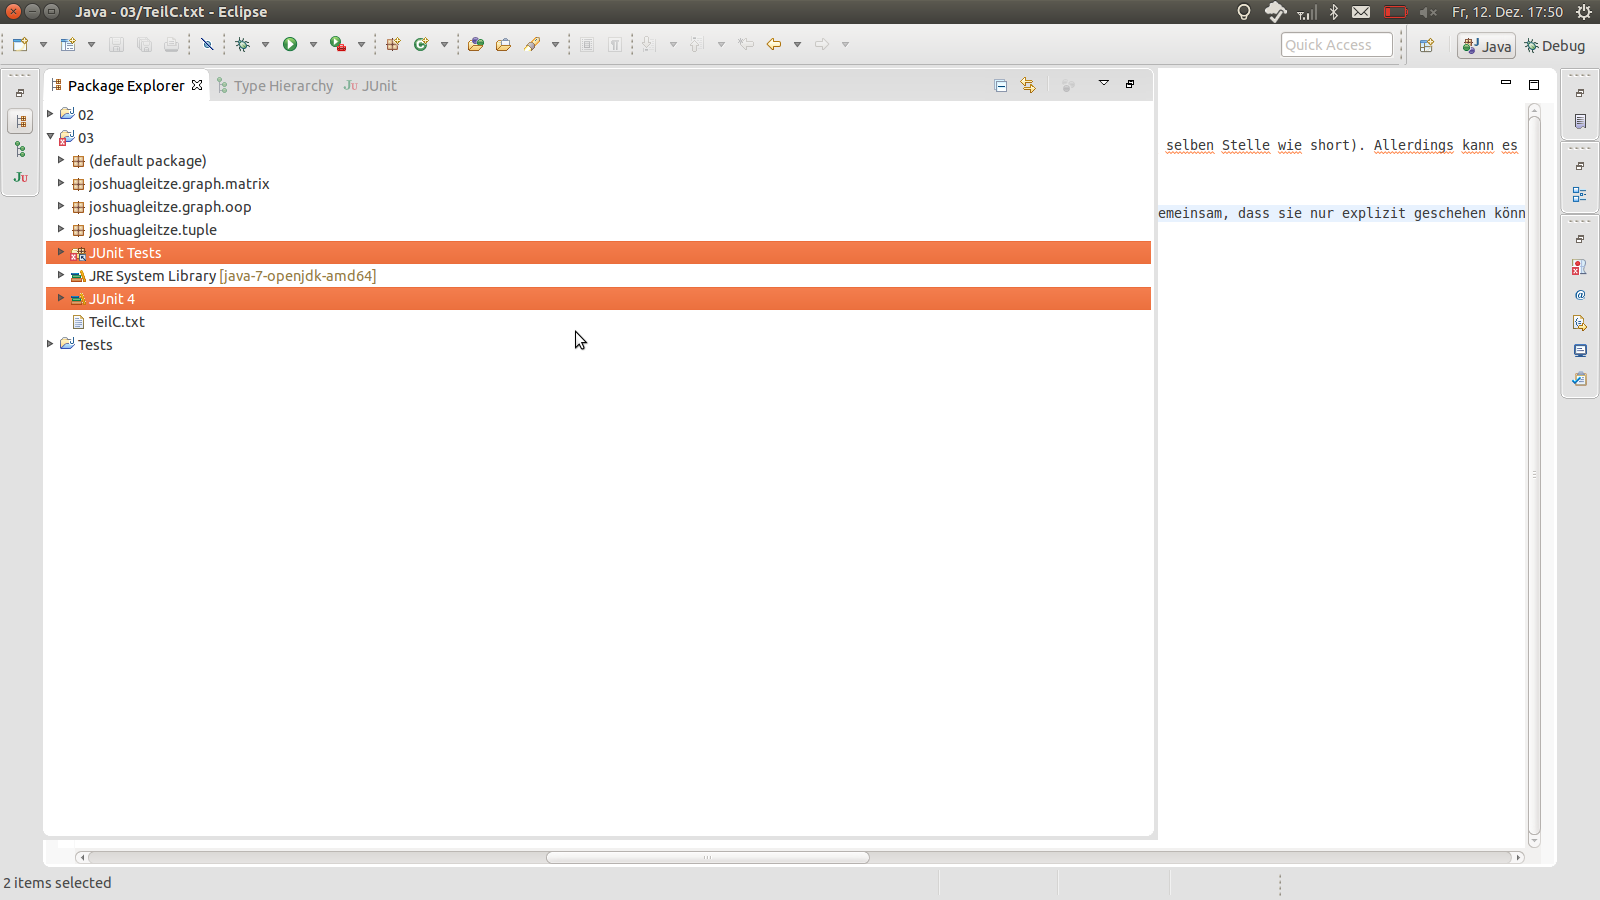 Java - 03/TeilC.txt - Eclipse
Fr, 12. Dez. 17:50
Quick Access
Java
Debug
Package Explorer
Type Hierarchy
JU JUnit
02
03
(default package)
joshuagleitze.graph.matrix
joshuagleitze.graph.oop
joshuagleitze.tuple
JUnit Tests
JRE System Library [java-7-openjdk-amd64]
JUnit 4
TeilC.txt
Tests
JU
@
selben Stelle wie short). Allerdings kann es
emeinsam, dass sie nur explizit geschehen könn
2 items selected